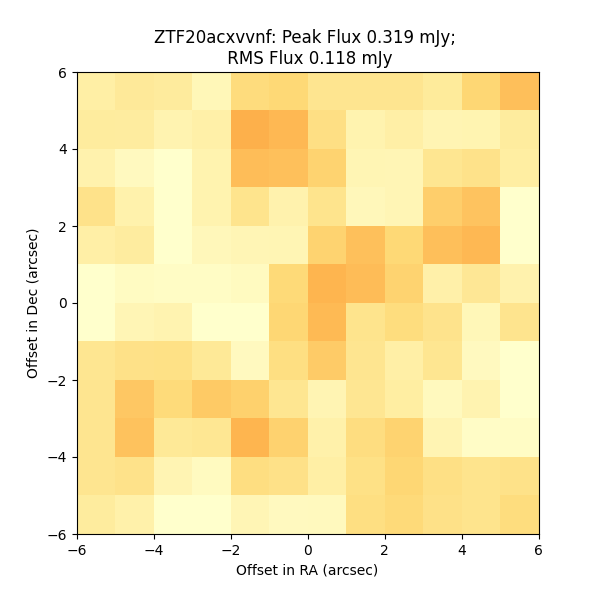 ZTF20acxvvnf: Peak Flux 0.319 mJy;
RMS Flux 0.118 mJy
6
4
2
0
−2
−4
−6
Offset in Dec (arcsec)
−6 −4 −2 0 2 4 6
Offset in RA (arcsec)